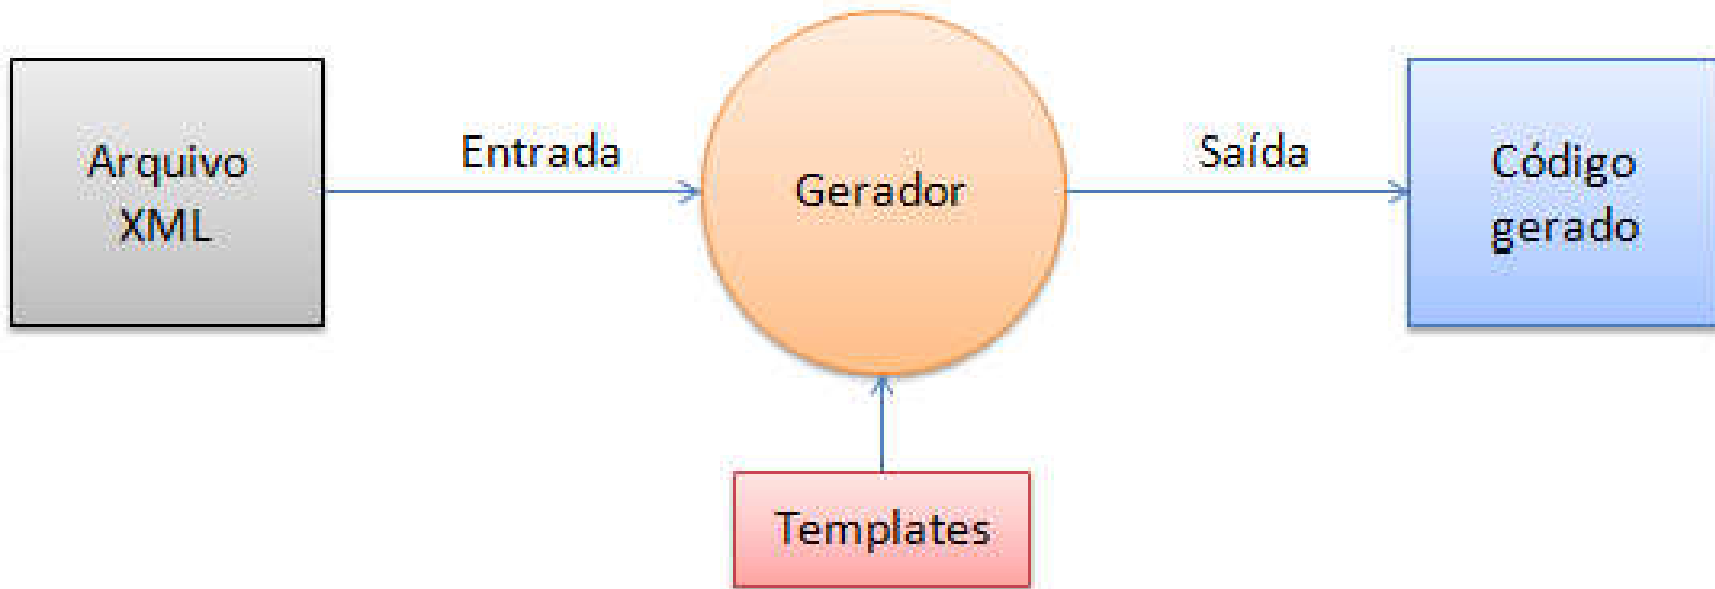 Arquivo
XML
Entrada
Gerador
Saída
Código
gerado
Templates